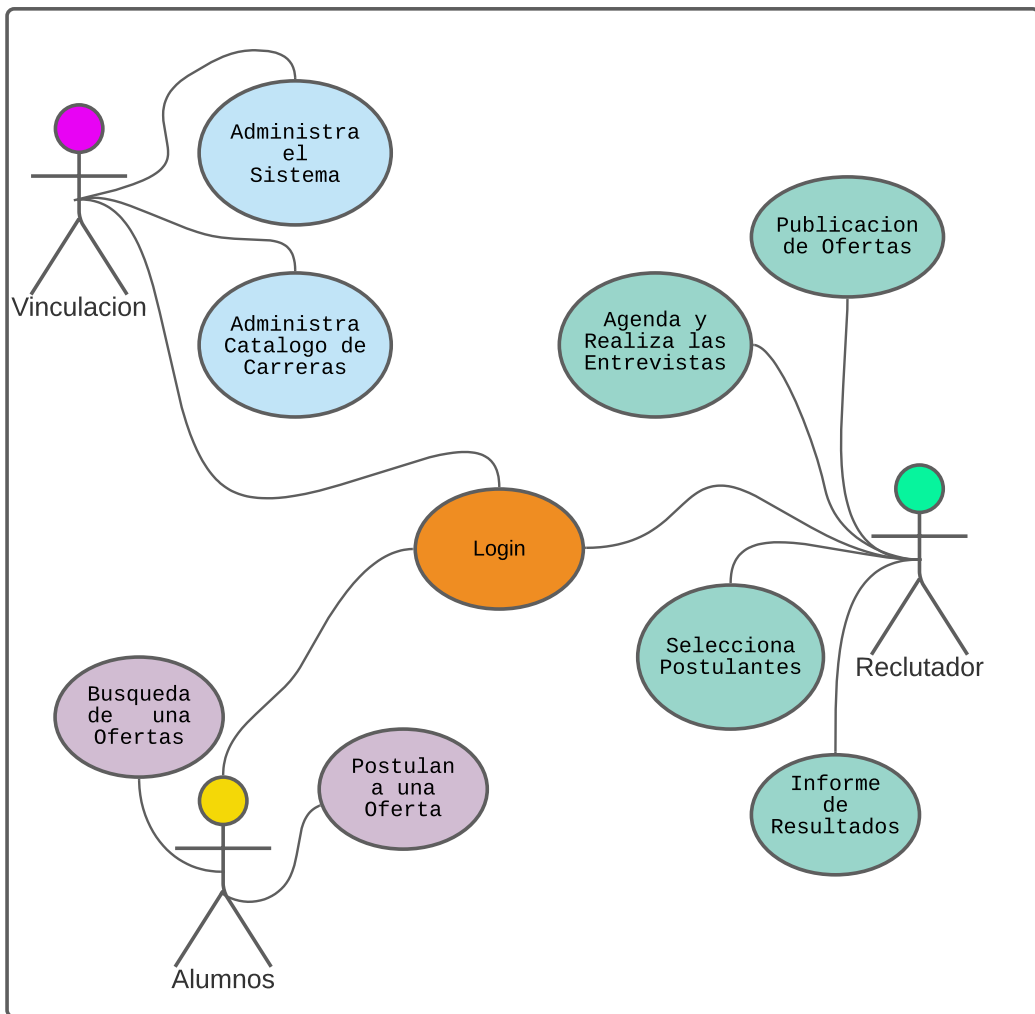 Administra
el
Sistema
Vinculacion
Administra
Catalogo de
Carreras
Publicacion
de Ofertas
Agenda y
Realiza las
Entrevistas
Login
Selecciona
Postulantes
Reclutador
Busqueda
de   una
Ofertas
Postulan
a una
Oferta
Informe
de
Resultados
Alumnos